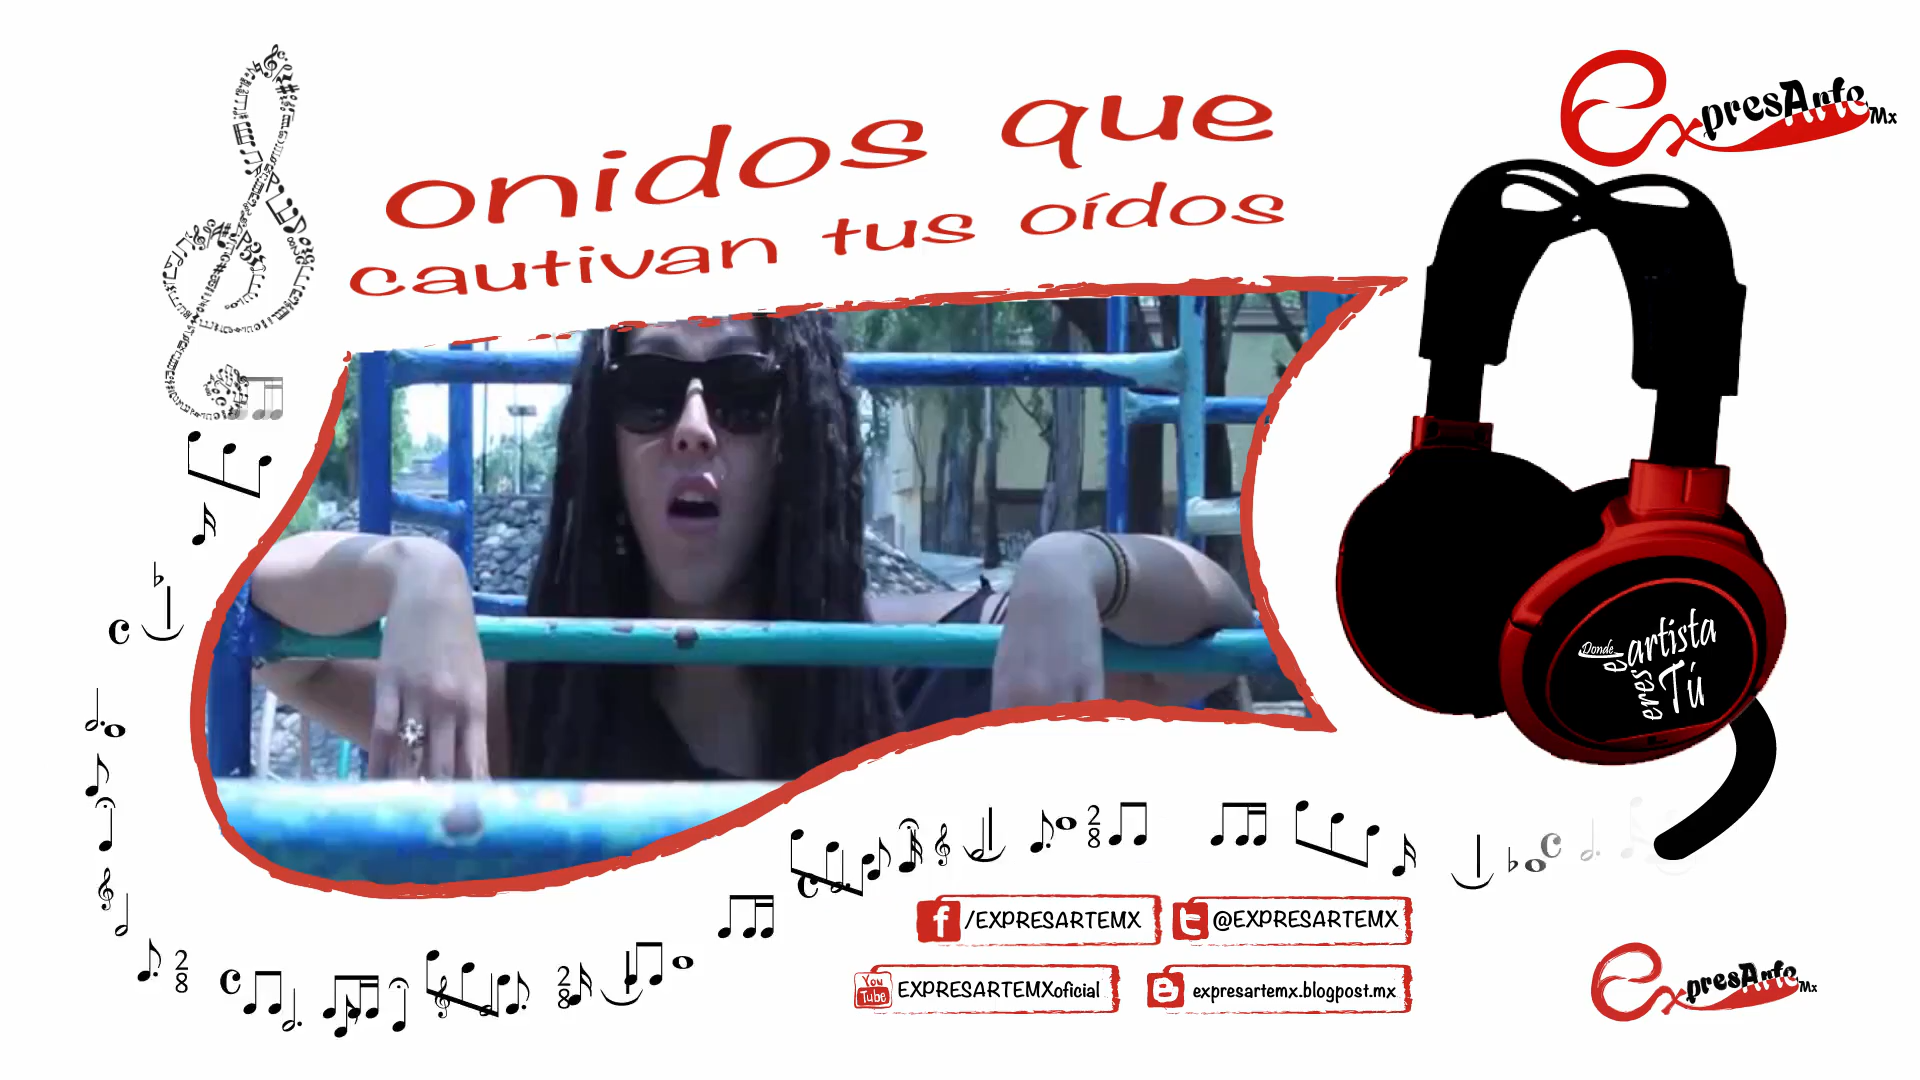 ExpresArte Mx
onidos que
cautivan tus oídos
Donde
el artista
eres Tú
/EXPRESARTEMX
@EXPRESARTEMX
You Tube EXPRESARTEMXoficial
expresartemx.blogpost.mx
ExpresArte Mx